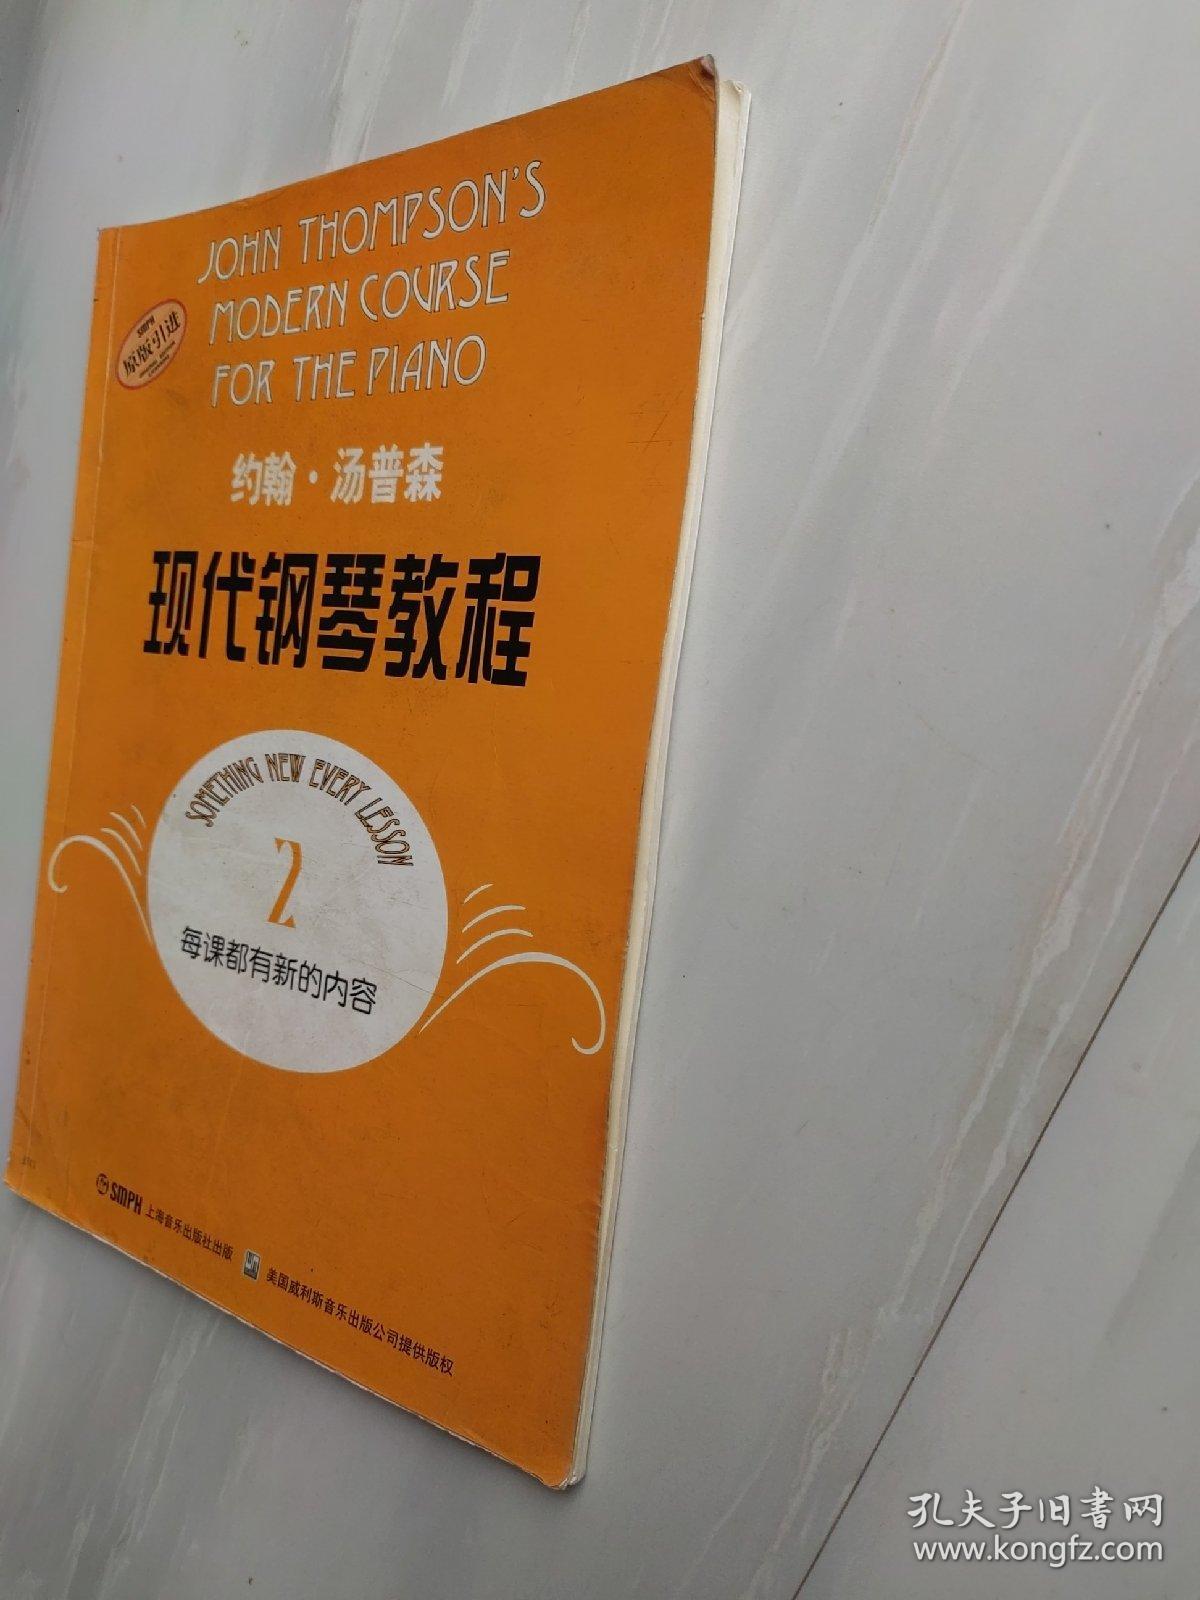 JOHN THOMPSON'S
MODERN COURSE
FOR THE PIANO
SMPH
原版引进
约翰·汤普森
现代钢琴教程
SOMETHING NEW EVERY LESSON
2
每课都有新的内容
SMPH 上海音乐出版社出版
美国威利斯音乐出版公司提供版权
孔夫子旧书网
www.kongfz.com